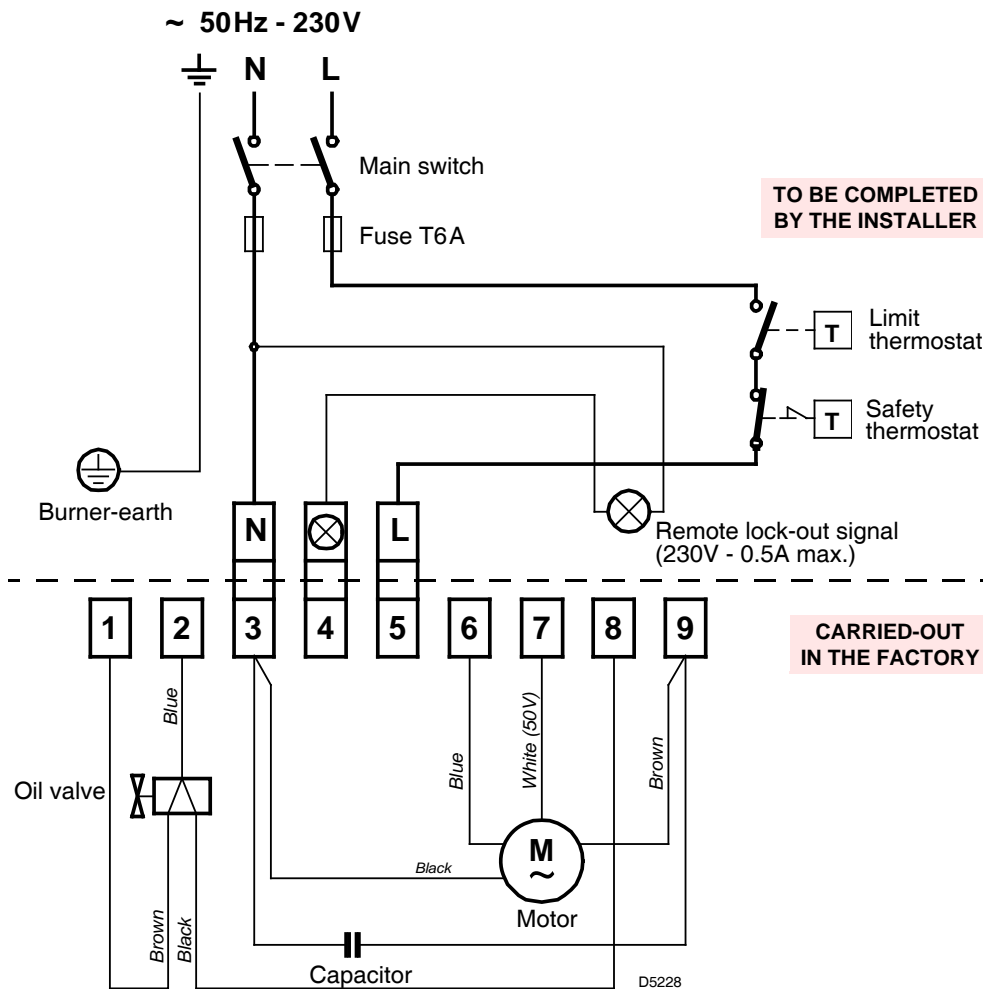 ~ 50Hz - 230V
N L
Main switch
TO BE COMPLETED
BY THE INSTALLER
Fuse T6A
T
Limit
thermostat
T
Safety
thermostat
Burner-earth
N
L
Remote lock-out signal
(230V - 0.5A max.)
1 2 3 4 5 6 7 8 9
CARRIED-OUT
IN THE FACTORY
Blue
Blue
White (50V)
Brown
Oil valve
M
~
Black
Motor
Brown
Black
Capacitor
D5228